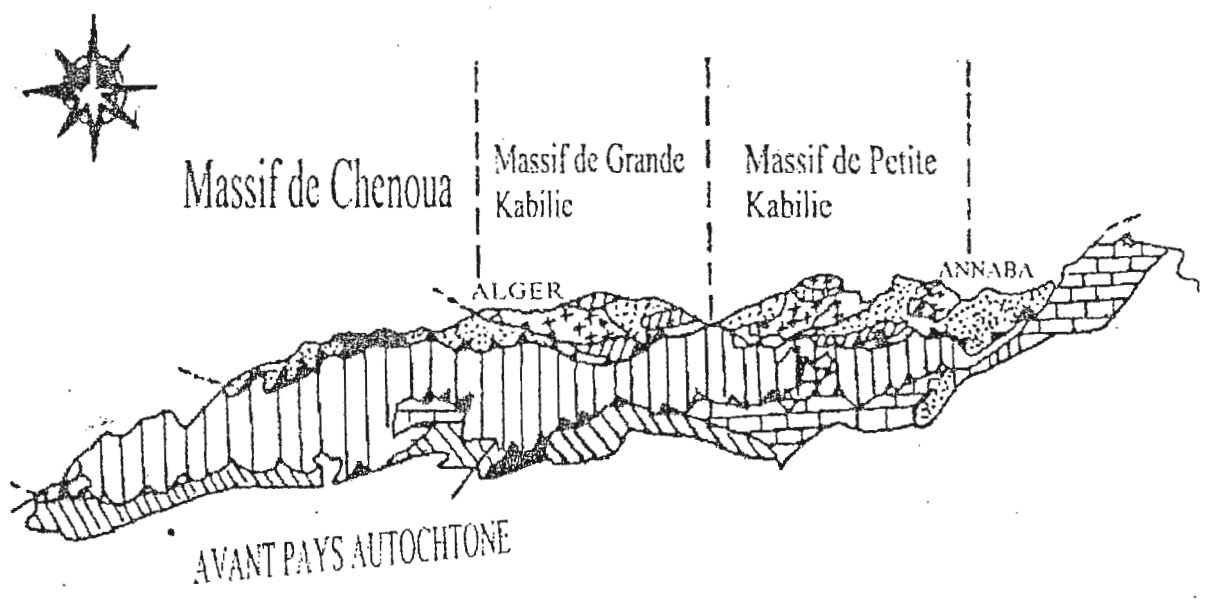 Massif de Chenoua
Massif de Grande
Kabilie
Massif de Petite
Kabilie
ALGER
ANNABA
AVANT PAYS AUTOCHTONE